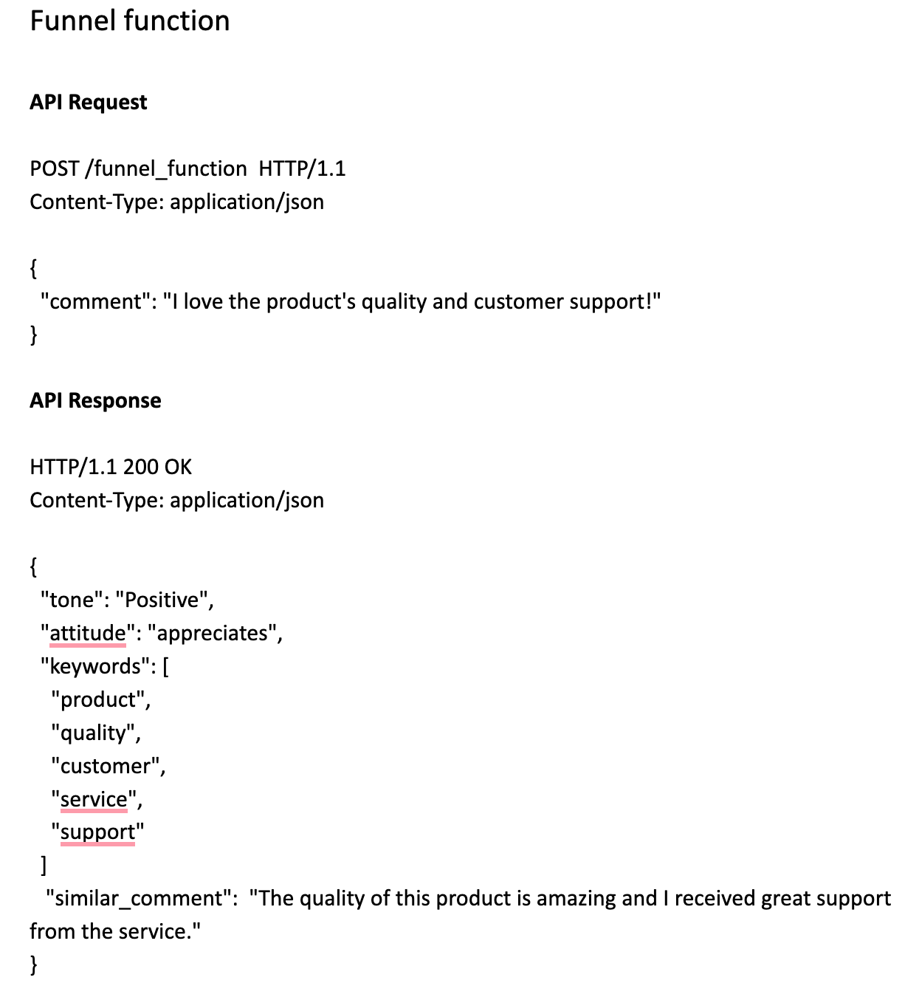 Funnel function
API Request
POST /funnel_function  HTTP/1.1
Content-Type: application/json
{
  "comment": "I love the product's quality and customer support!"
}
API Response
HTTP/1.1 200 OK
Content-Type: application/json
{
  "tone": "Positive",
  "attitude": "appreciates",
  "keywords": [
    "product",
    "quality",
    "customer",
    "service",
    "support"
  ]
   "similar_comment":  "The quality of this product is amazing and I received great support
from the service."
}